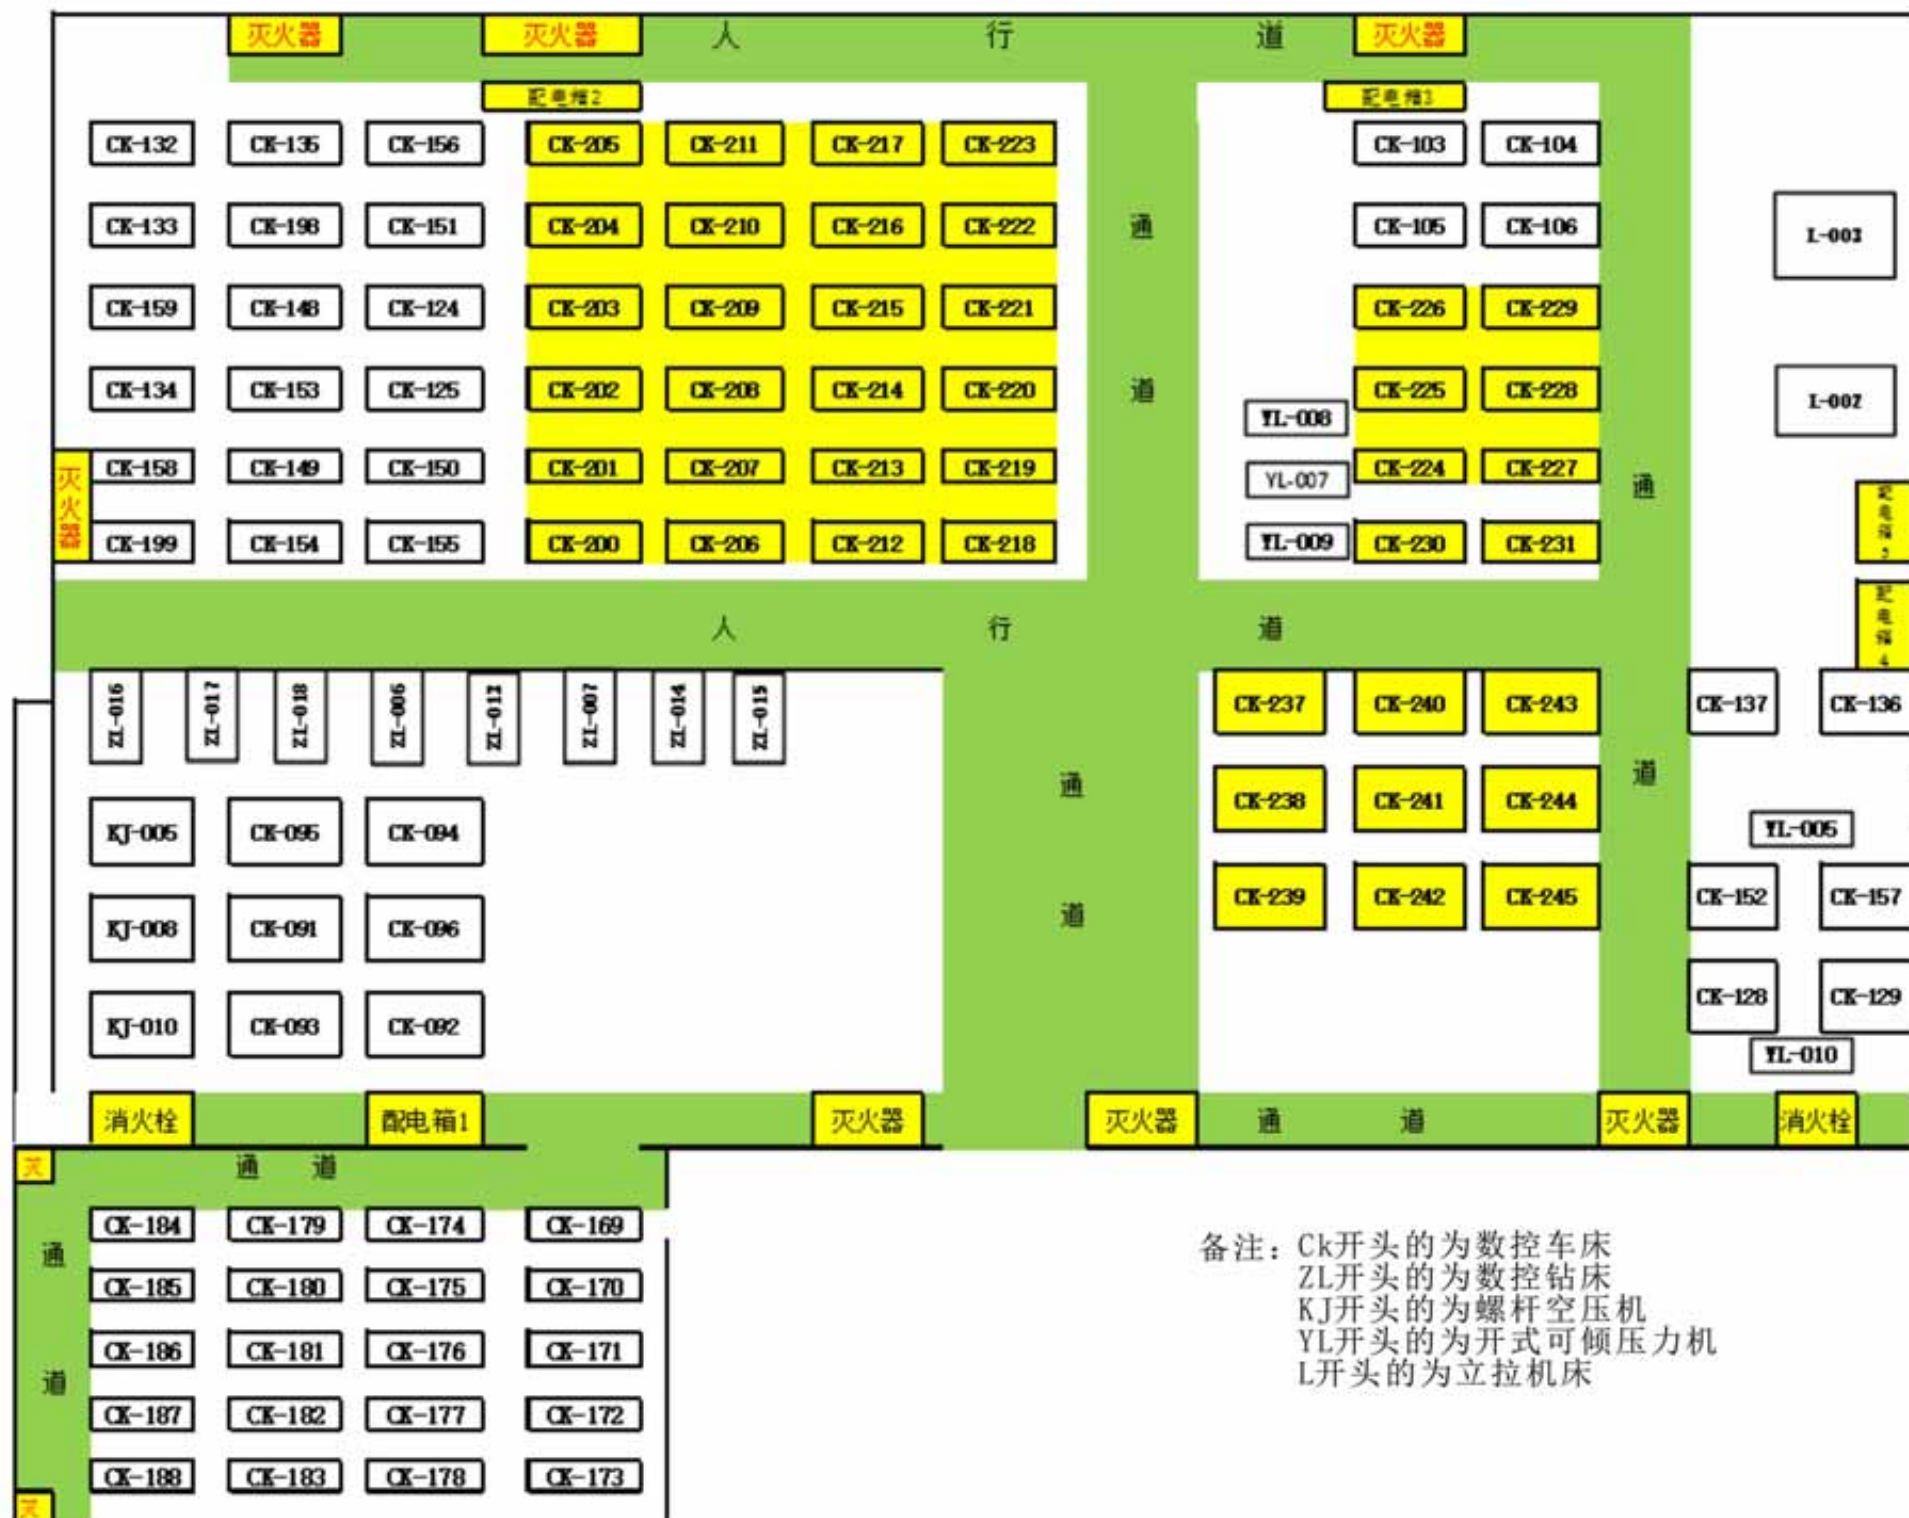 灭火器 灭火器 人 行 道 灭火器
配电箱2 配电箱3
CK-132 CK-135 CK-156 CK-205 CK-211 CK-217 CK-223 CK-103 CK-104
CK-133 CK-198 CK-151 CK-204 CK-210 CK-216 CK-222 通 CK-105 CK-106 L-003
CK-159 CK-148 CK-124 CK-203 CK-209 CK-215 CK-221 CK-226 CK-229
CK-134 CK-153 CK-125 CK-202 CK-208 CK-214 CK-220 道 CK-225 CK-228 L-002
YL-008
灭火器 CK-158 CK-149 CK-150 CK-201 CK-207 CK-213 CK-219 YL-007 CK-224 CK-227 通
CK-199 CK-154 CK-155 CK-200 CK-206 CK-212 CK-218 YL-009 CK-230 CK-231
人 行 道 配电箱4
ZL-016 ZL-017 ZL-018 ZL-006 ZL-007 ZL-014 ZL-015 CK-237 CK-240 CK-243 CK-137 CK-136
通 CK-238 CK-241 CK-244 道
KJ-005 CK-095 CK-094 YL-005
道 CK-239 CK-242 CK-245 CK-152 CK-157
KJ-008 CK-091 CK-096
CK-128 CK-129
KJ-010 CK-093 CK-092
YL-010
消火栓 配电箱1 灭火器 灭火器 通 道 灭火器 消火栓
灭 通 道
CK-184 CK-179 CK-174 CK-169
通
CK-185 CK-180 CK-175 CK-170
CK-186 CK-181 CK-176 CK-171
道
CK-187 CK-182 CK-177 CK-172
CK-188 CK-183 CK-178 CK-173
灭
备注：Ck开头的为数控车床
ZL开头的为数控钻床
KJ开头的为螺杆空压机
YL开头的为开式可倾压力机
L开头的为立拉机床